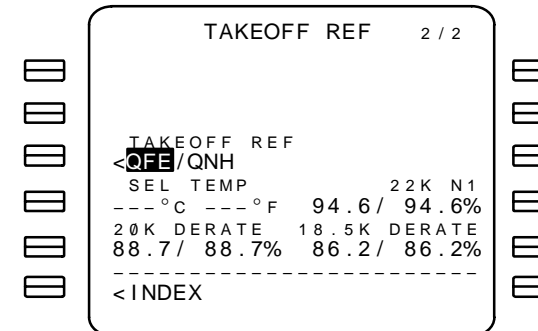 TAKEOFF REF 2/2
TAKEOFF REF
<QFE/QNH
SEL TEMP 22K N1
---°C ---°F 94.6/ 94.6%
20K DERATE 18.5K DERATE
88.7/ 88.7% 86.2/ 86.2%
------------------------
<INDEX